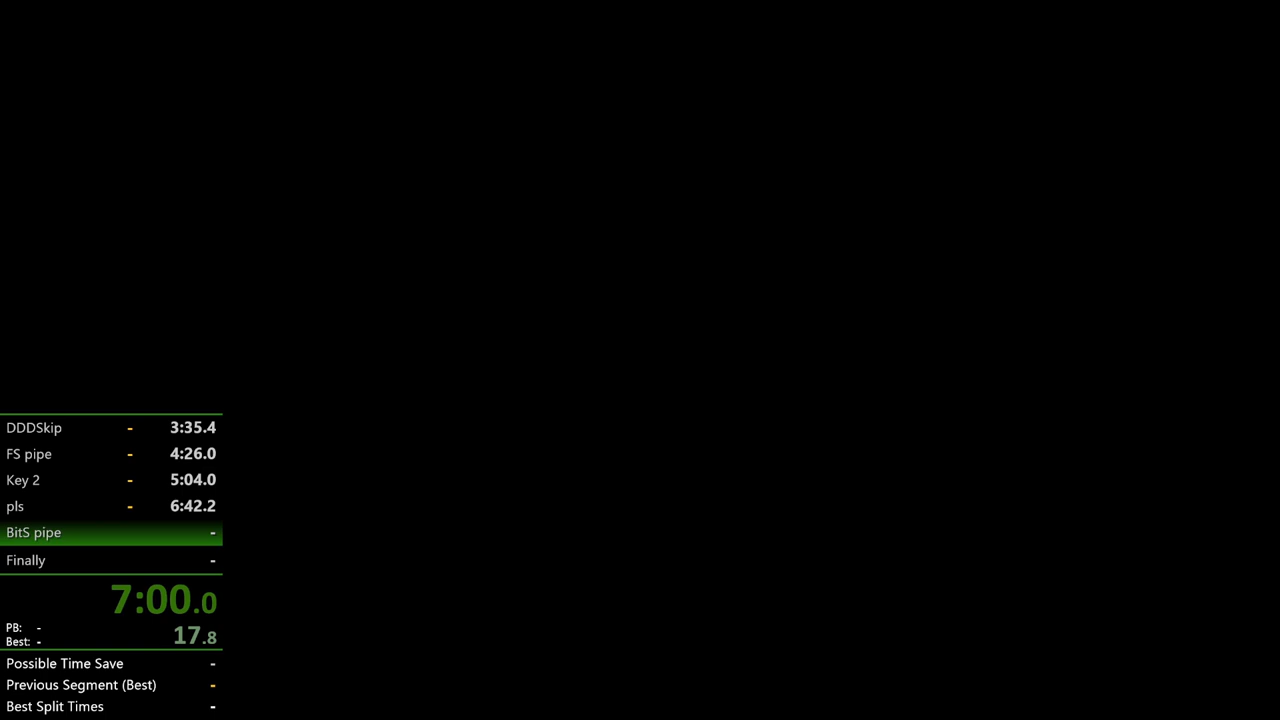 DDDSkip - 3:35.4
FS pipe - 4:26.0
Key 2 - 5:04.0
pls - 6:42.2
BitS pipe -
Finally -
7:00.0
PB: -
Best: - 17.8
Possible Time Save -
Previous Segment (Best) -
Best Split Times -